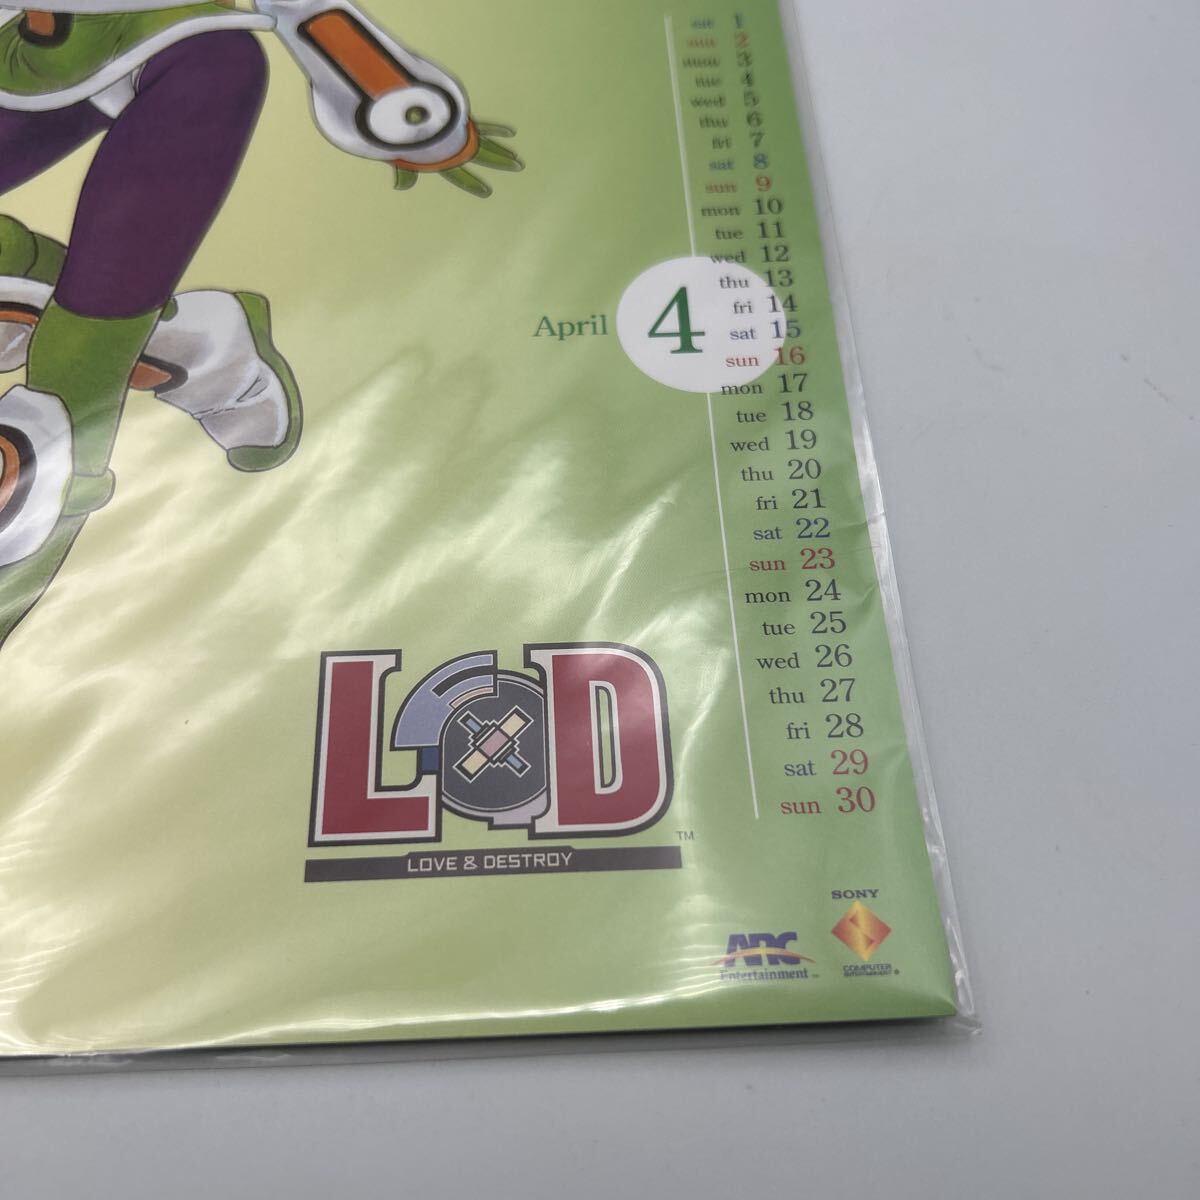 sat 1
sun 2
mon 3
tue 4
wed 5
thu 6
fri 7
sat 8
sun 9
mon 10
tue 11
wed 12
thu 13
fri 14
April 4 sat 15
sun 16
mon 17
tue 18
wed 19
thu 20
fri 21
sat 22
sun 23
mon 24
tue 25
wed 26
thu 27
fri 28
sat 29
sun 30
L&D TM
LOVE & DESTROY
ARC
Entertainment
SONY
COMPUTER
ENTERTAINMENT ®